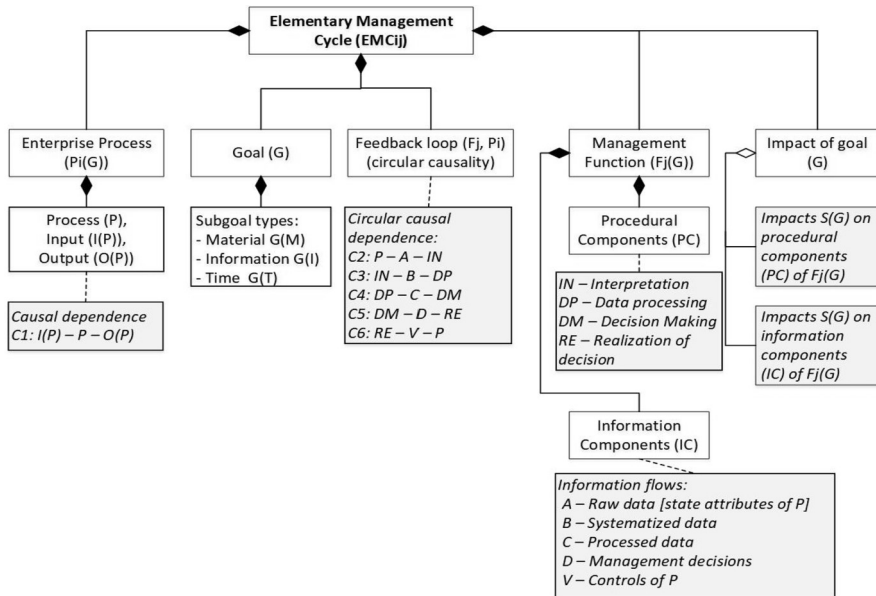 Elementary Management
Cycle (EMCij)
Enterprise Process
(Pi(G))
Goal (G)
Feedback loop (Fj, Pi)
(circular causality)
Management
Function (Fj(G))
Impact of goal
(G)
Process (P),
Input (I(P)),
Output (O(P))
Subgoal types:
- Material G(M)
- Information G(I)
- Time G(T)
Circular causal
dependence:
C2: P – A – IN
C3: IN – B – DP
C4: DP – C – DM
C5: DM – D – RE
C6: RE – V – P
Procedural
Components (PC)
Impacts S(G) on
procedural
components
(PC) of Fj(G)
Causal dependence
C1: I(P) – P – O(P)
IN – Interpretation
DP – Data processing
DM – Decision Making
RE – Realization of
decision
Impacts S(G) on
information
components
(IC) of Fj(G)
Information
Components (IC)
Information flows:
A – Raw data [state attributes of P]
B – Systematized data
C – Processed data
D – Management decisions
V – Controls of P